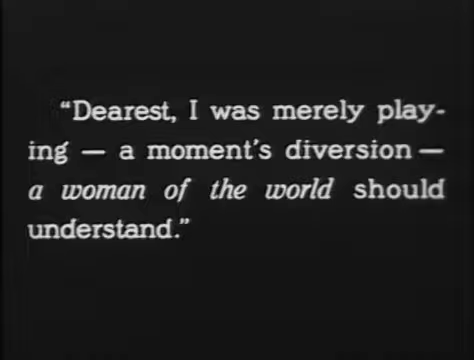 “Dearest, I was merely play-
ing — a moment's diversion —
a woman of the world should
understand.”